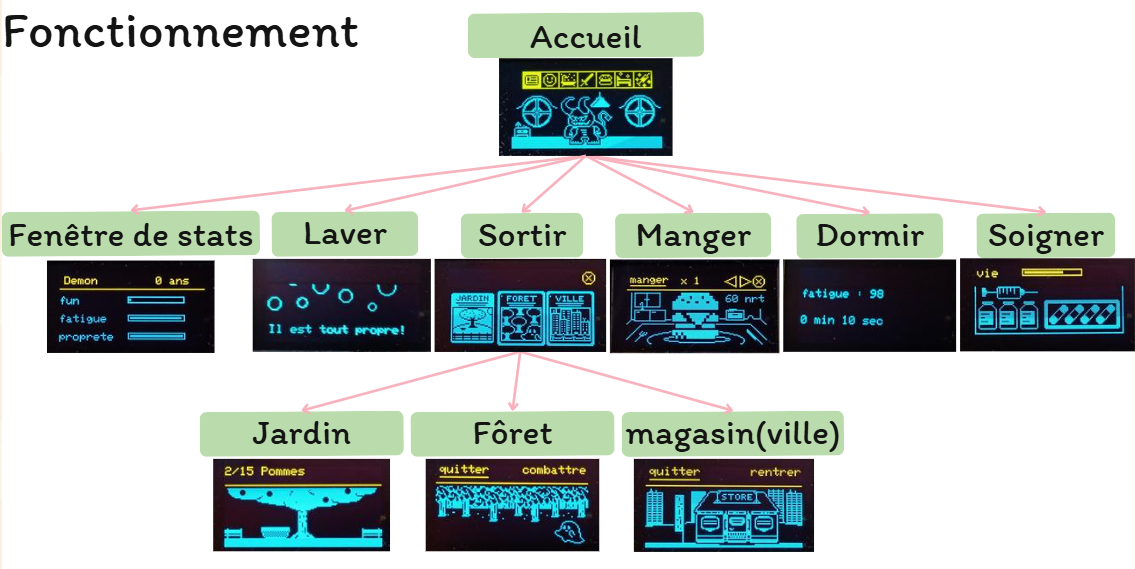 Fonctionnement
Accueil
Fenêtre de stats
Laver
Sortir
Manger
Dormir
Soigner
Demon 0 ans
fun
fatigue
proprete
Il est tout propre!
JARDIN FORET VILLE
manger x 1
60 nrt
fatigue : 98
0 min 10 sec
vie
Jardin
Fôret
magasin(ville)
2/15 Pommes
quitter combattre
quitter rentrer
STORE